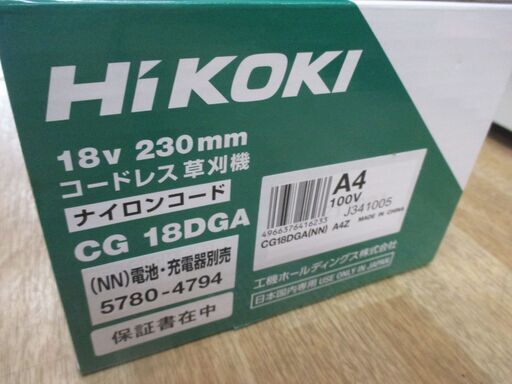 HiKOKI
18V 230mm
コードレス草刈機
ナイロンコード
CG 18DGA
(NN)電池・充電器別売
5780-4794
保証書在中
4966376416233
A4
100V
J341005
CG18DGA(NN) A4Z MADE IN CHINA
工機ホールディングス株式会社
日本国内専用 USE ONLY IN JAPAN